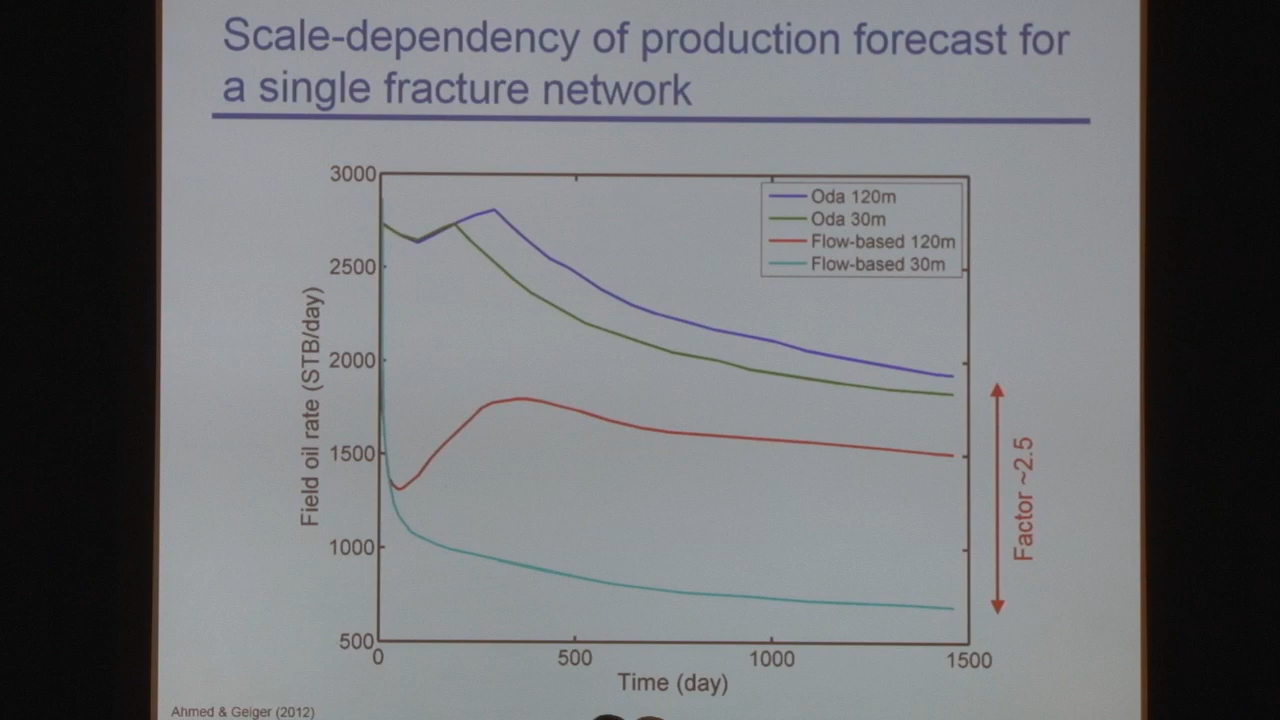 Scale-dependency of production forecast for
a single fracture network
3000
2500
2000
1500
1000
500
Field oil rate (STB/day)
Oda 120m
Oda 30m
Flow-based 120m
Flow-based 30m
Factor ~2.5
0
500
1000
1500
Time (day)
Ahmed & Geiger (2012)